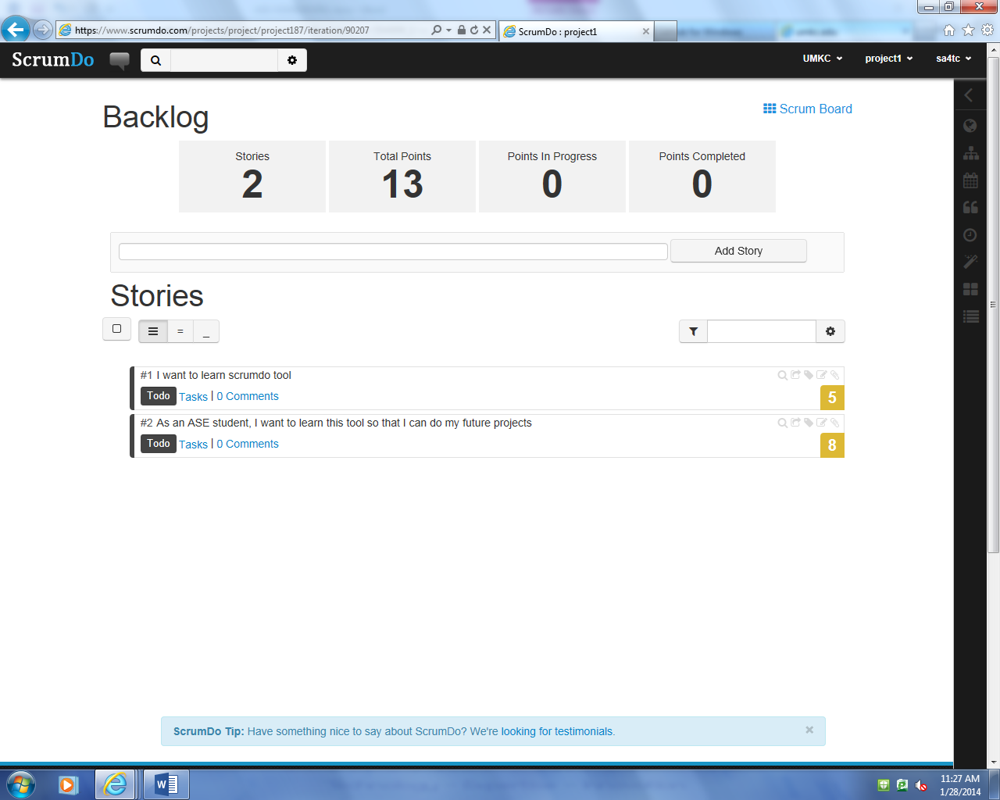 https://www.scrumdo.com/projects/project/project187/iteration/90207
ScrumDo : project1
ScrumDo
UMKC
project1
sa4tc
Backlog
Scrum Board
Stories
2
Total Points
13
Points In Progress
0
Points Completed
0
Add Story
Stories
= _
#1 I want to learn scrumdo tool
Todo Tasks | 0 Comments
5
#2 As an ASE student, I want to learn this tool so that I can do my future projects
Todo Tasks | 0 Comments
8
ScrumDo Tip: Have something nice to say about ScrumDo? We're looking for testimonials.
11:27 AM
1/28/2014